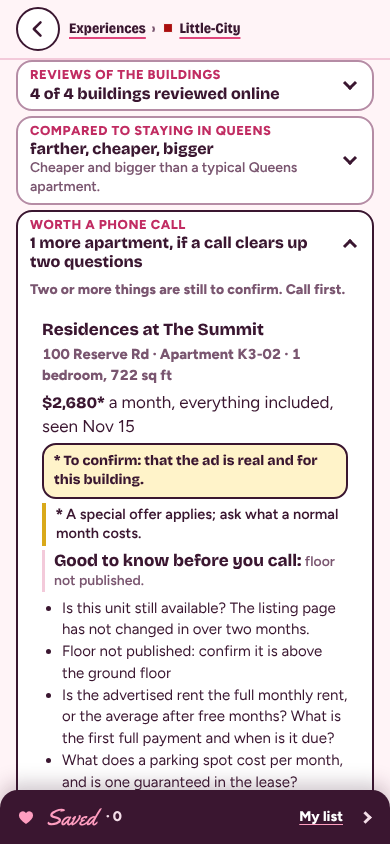 Experiences › Little-City
REVIEWS OF THE BUILDINGS
4 of 4 buildings reviewed online
COMPARED TO STAYING IN QUEENS
farther, cheaper, bigger
Cheaper and bigger than a typical Queens
apartment.
WORTH A PHONE CALL
1 more apartment, if a call clears up
two questions
Two or more things are still to confirm. Call first.
Residences at The Summit
100 Reserve Rd · Apartment K3-02 · 1
bedroom, 722 sq ft
$2,680* a month, everything included,
seen Nov 15
* To confirm: that the ad is real and for
this building.
* A special offer applies; ask what a normal
month costs.
Good to know before you call: floor
not published.
• Is this unit still available? The listing page
has not changed in over two months.
• Floor not published: confirm it is above
the ground floor
• Is the advertised rent the full monthly rent,
or the average after free months? What is
the first full payment and when is it due?
• What does a parking spot cost per month,
and is one guaranteed in the lease?
Saved · 0 My list